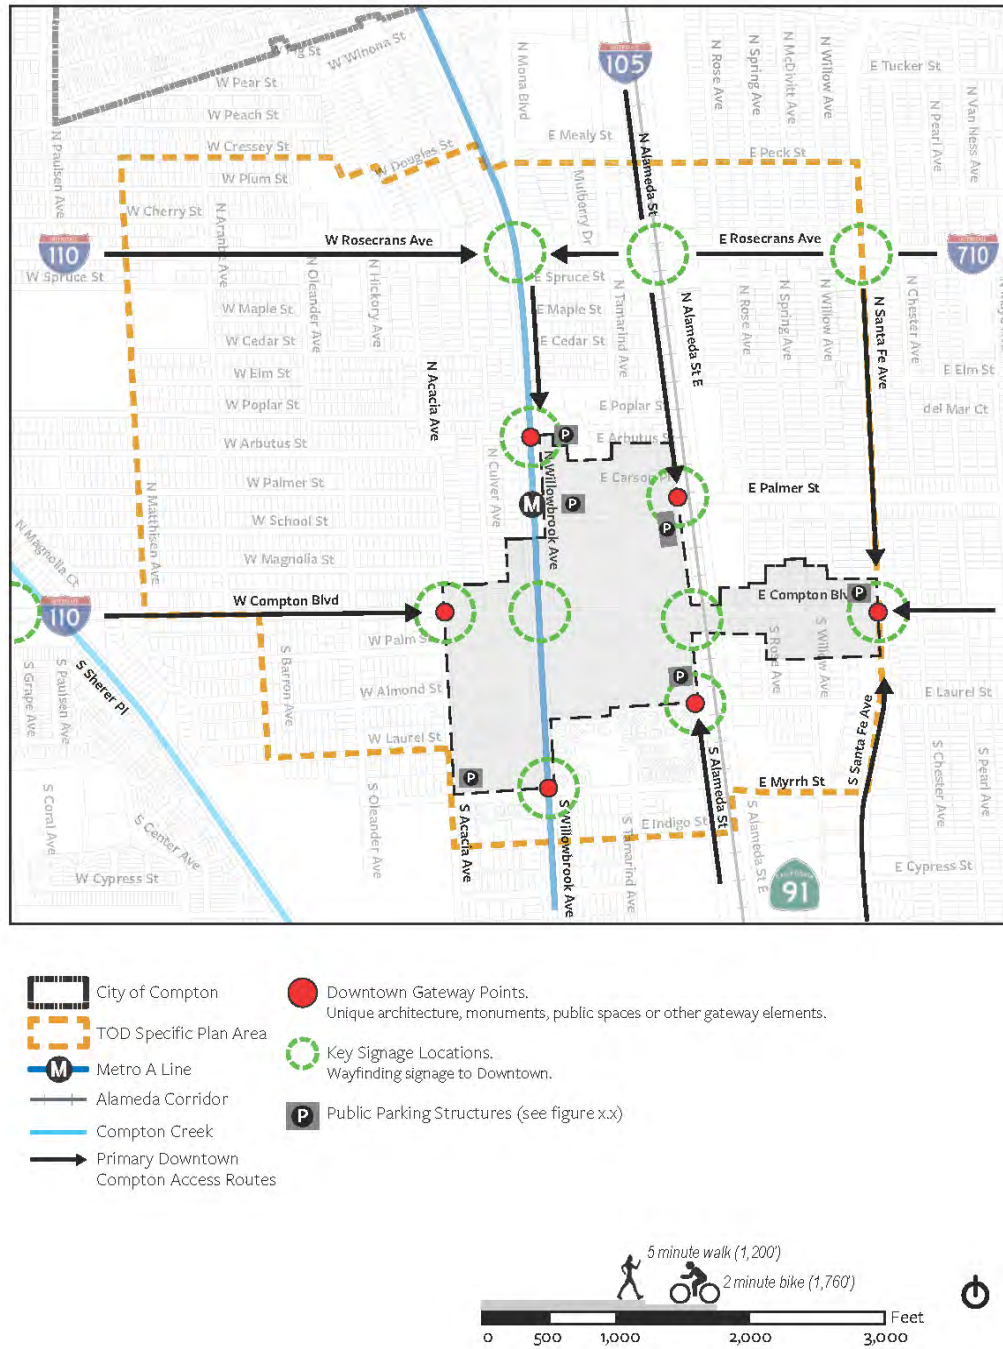 W Winona St
N Mona Blvd
INTERSTATE
105
N Rose Ave
N Spring Ave
N McDivitt Ave
N Willow Ave
E Tucker St
N Van Ness Ave
N Pearl Ave
W Pear St
W Peach St
W Cressey St
W Douglas St
E Mealy St
E Peck St
N Paulsen Ave
W Plum St
W Cherry St
N Aranbe Ave
Mulberry Dr
N Alameda St
INTERSTATE
110
W Rosecrans Ave
E Rosecrans Ave
INTERSTATE
710
W Spruce St
E Spruce St
N Oleander Ave
N Hickory Ave
W Maple St
E Maple St
N Tamarind Ave
N Alameda St E
N Rose Ave
N Spring Ave
N Willow Ave
N Santa Fe Ave
N Chester Ave
W Cedar St
E Cedar St
W Elm St
E Elm St
N Acacia Ave
W Poplar St
E Poplar St
del Mar Ct
W Arbutus St
P
E Arbutus St
N Culver Ave
N Willowbrook Ave
W Palmer St
E Carson Pl
E Palmer St
N Matthisen Ave
M
P
W School St
P
N Magnolia Ct
W Magnolia St
INTERSTATE
110
W Compton Blvd
E Compton Blv
P
S Sherer Pl
S Grape Ave
S Paulsen Ave
S Barron Ave
W Palm St
S Rose Ave
S Willow Ave
W Almond St
P
E Laurel St
W Laurel St
S Santa Fe Ave
S Alameda St
S Chester Ave
S Pearl Ave
S Coral Ave
S Center Ave
S Oleander Ave
P
E Myrrh St
S Acacia Ave
S Willowbrook Ave
S Tamarind Ave
E Indigo St
S Alameda St E
W Cypress St
CALIFORNIA
91
E Cypress St
City of Compton
TOD Specific Plan Area
M
Metro A Line
Alameda Corridor
Compton Creek
Primary Downtown
Compton Access Routes
Downtown Gateway Points.
Unique architecture, monuments, public spaces or other gateway elements.
Key Signage Locations.
Wayfinding signage to Downtown.
P
Public Parking Structures (see figure x.x)
5 minute walk (1,200')
2 minute bike (1,760')
Feet
0
500
1,000
2,000
3,000